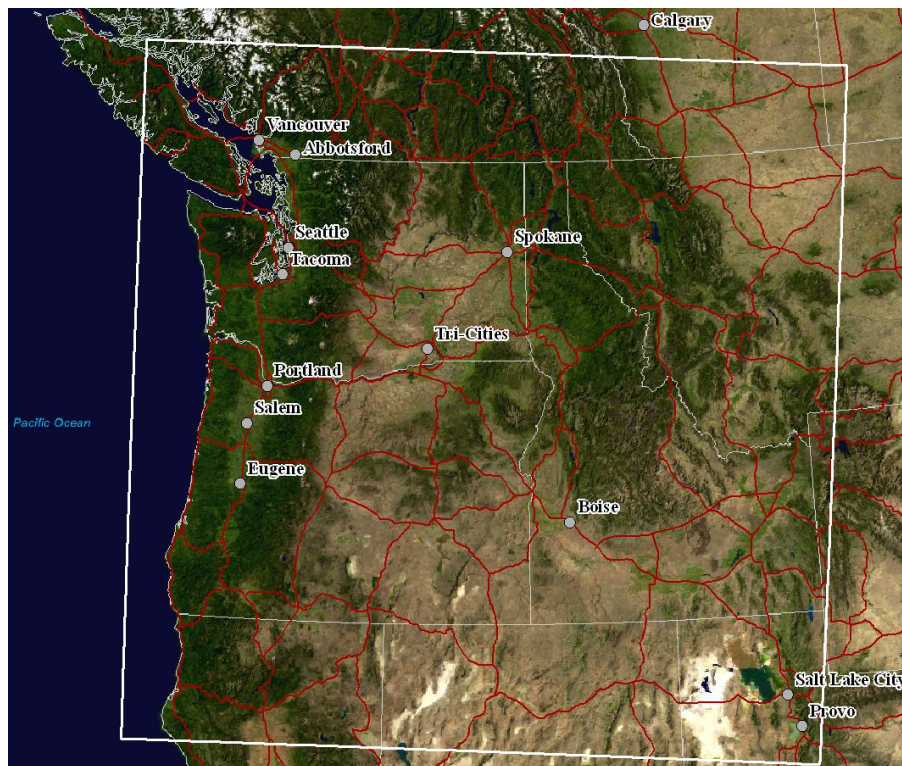 Calgary
Vancouver
Abbotsford
Seattle
Spokane
Tacoma
Tri-Cities
Portland
Salem
Pacific Ocean
Eugene
Boise
Salt Lake City
Provo